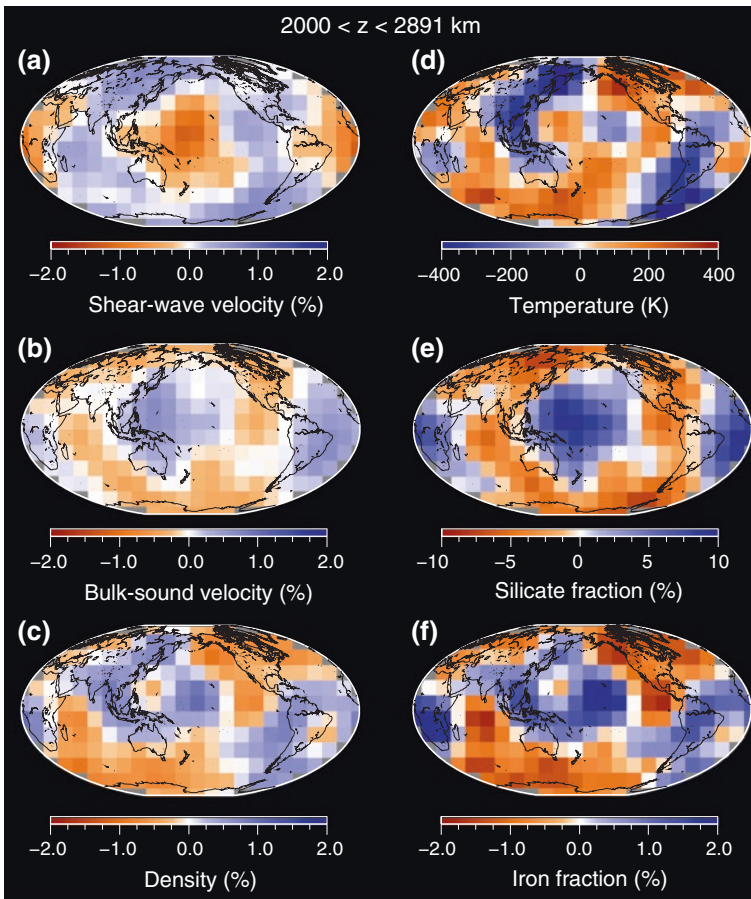 2000 < z < 2891 km
(a)
−2.0 −1.0 0.0 1.0 2.0
Shear-wave velocity (%)
(d)
−400 −200 0 200 400
Temperature (K)
(b)
−2.0 −1.0 0.0 1.0 2.0
Bulk-sound velocity (%)
(e)
−10 −5 0 5 10
Silicate fraction (%)
(c)
−2.0 −1.0 0.0 1.0 2.0
Density (%)
(f)
−2.0 −1.0 0.0 1.0 2.0
Iron fraction (%)